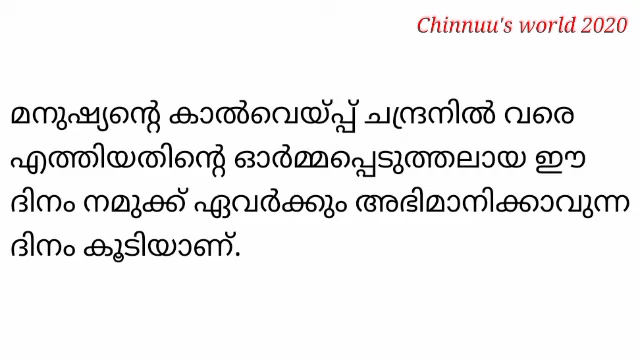 Chinnuu's world 2020
മനുഷ്യന്റെ കാൽവെയ്പ്പ് ചന്ദ്രനിൽ വരെ
എത്തിയതിന്റെ ഓർമ്മപ്പെടുത്തലായ ഈ
ദിനം നമുക്ക് ഏവർക്കും അഭിമാനിക്കാവുന്ന
ദിനം കൂടിയാണ്.